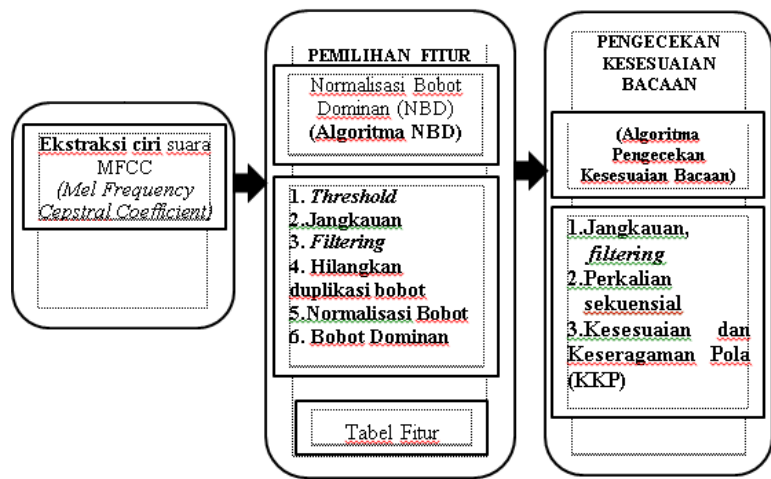 Ekstraksi ciri suara
MFCC
(Mel Frequency
Cepstral Coefficient)
PEMILIHAN FITUR
Normalisasi Bobot
Dominan (NBD)
(Algoritma NBD)
1. Threshold
2.Jangkauan
3. Filtering
4. Hilangkan
duplikasi bobot
5.Normalisasi Bobot
6. Bobot Dominan
Tabel Fitur
PENGECEKAN
KESESUAIAN
BACAAN
(Algoritma
Pengecekan
Kesesuaian Bacaan)
1.Jangkauan,
filtering
2.Perkalian
sekuensial
3.Kesesuaian dan
Keseragaman Pola
(KKP)